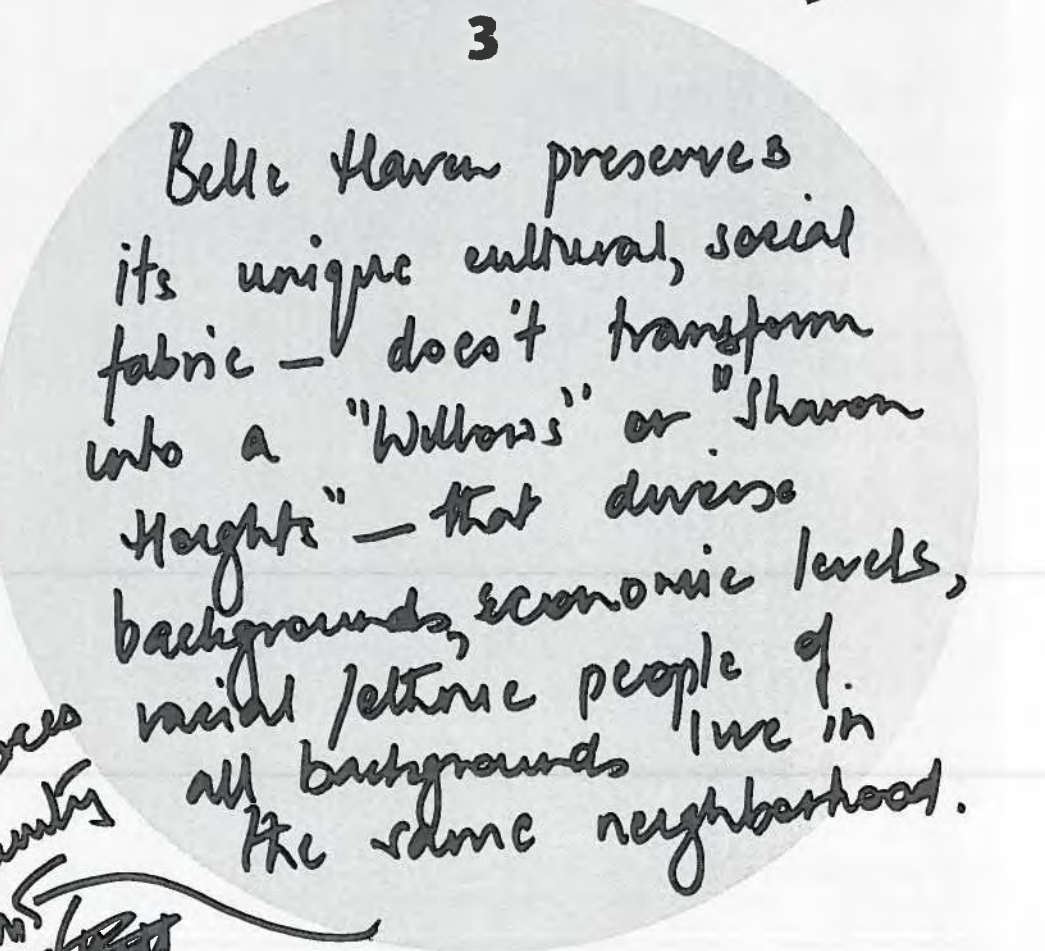 3
Belle Haven preserves
its unique cultural, social
fabric – does't transform
into a "Willows" or "Sharon
Heights" – that diverse
backgrounds, economic levels,
racial/ethnic people of
all backgrounds live in
the same neighborhood.